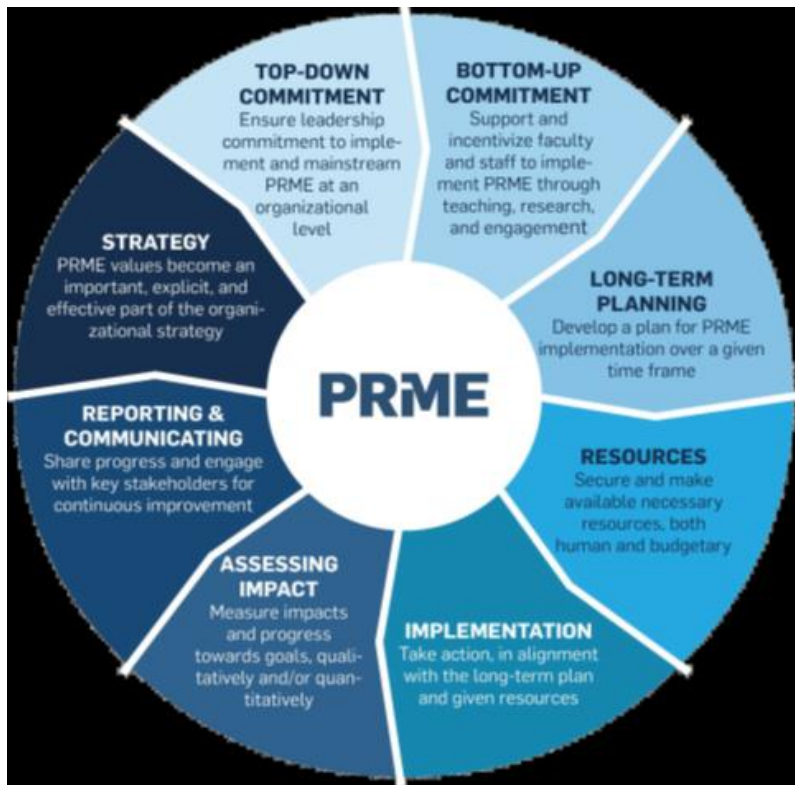 TOP-DOWN
COMMITMENT
Ensure leadership
commitment to imple-
ment and mainstream
PRME at an
organizational
level
BOTTOM-UP
COMMITMENT
Support and
incentivize faculty
and staff to imple-
ment PRME through
teaching, research,
and engagement
LONG-TERM
PLANNING
Develop a plan for PRME
implementation over a given
time frame
RESOURCES
Secure and make
available necessary
resources, both
human and budgetary
IMPLEMENTATION
Take action, in alignment
with the long-term plan
and given resources
ASSESSING
IMPACT
Measure impacts
and progress
towards goals, quali-
tatively and/or quan-
titatively
REPORTING &
COMMUNICATING
Share progress and engage
with key stakeholders for
continuous improvement
STRATEGY
PRME values become an
important, explicit, and
effective part of the organi-
zational strategy
PRME